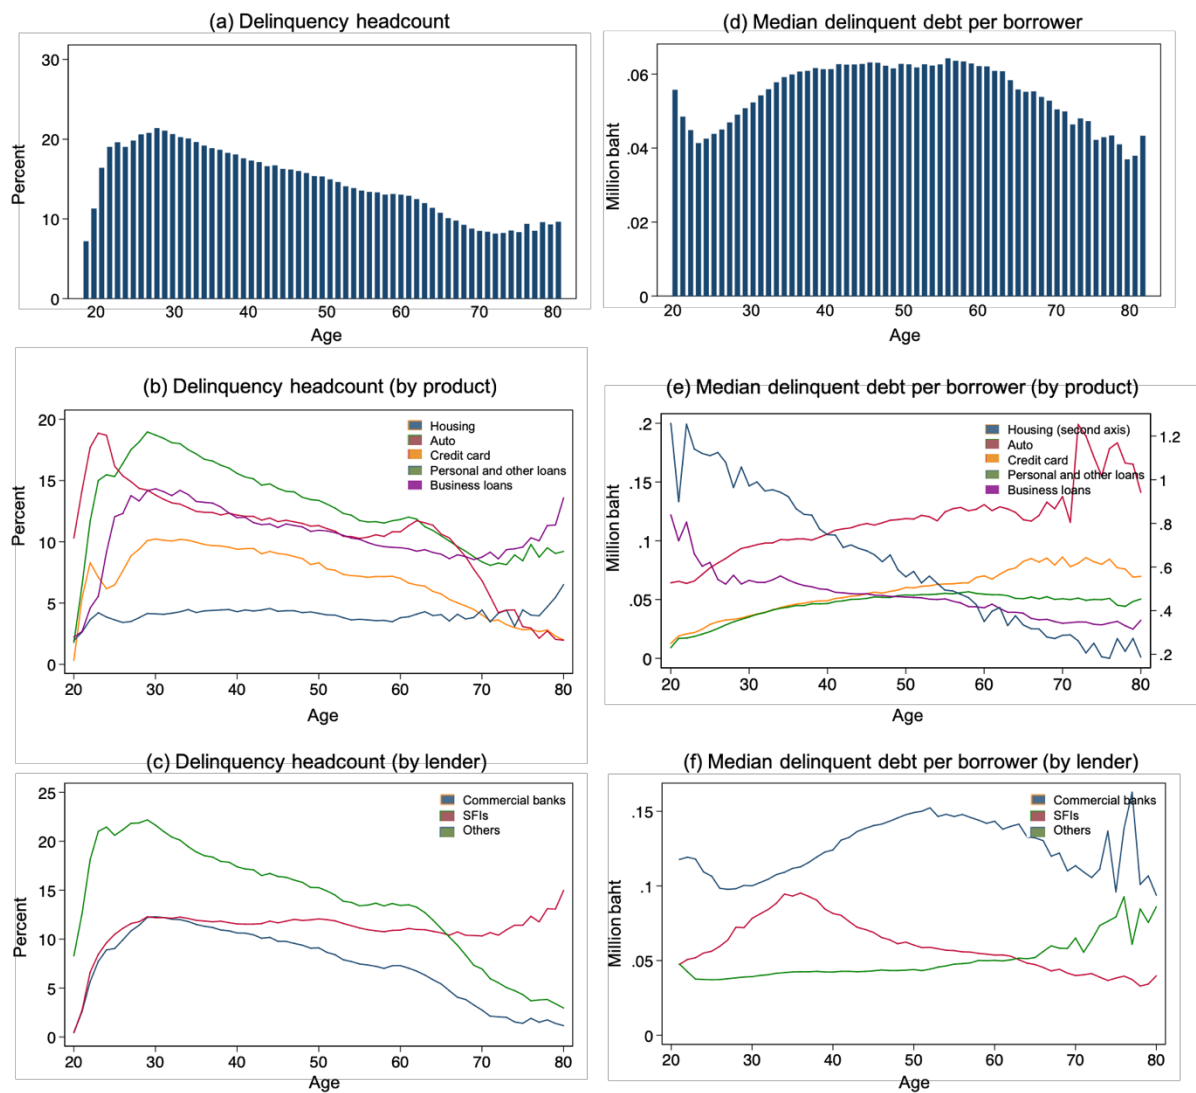 (a) Delinquency headcount
30
20
10
0
Percent
20 30 40 50 60 70 80
Age
(d) Median delinquent debt per borrower
.06
.04
.02
0
Million baht
20 30 40 50 60 70 80
Age
(b) Delinquency headcount (by product)
20
15
10
5
0
Percent
Housing
Auto
Credit card
Personal and other loans
Business loans
20 30 40 50 60 70 80
Age
(e) Median delinquent debt per borrower (by product)
.2
.15
.1
.05
0
Million baht
Housing (second axis)
Auto
Credit card
Personal and other loans
Business loans
1.2
1
.8
.6
.4
.2
20 30 40 50 60 70 80
Age
(c) Delinquency headcount (by lender)
25
20
15
10
5
0
Percent
Commercial banks
SFIs
Others
20 30 40 50 60 70 80
Age
(f) Median delinquent debt per borrower (by lender)
.15
.1
.05
0
Million baht
Commercial banks
SFIs
Others
20 30 40 50 60 70 80
Age